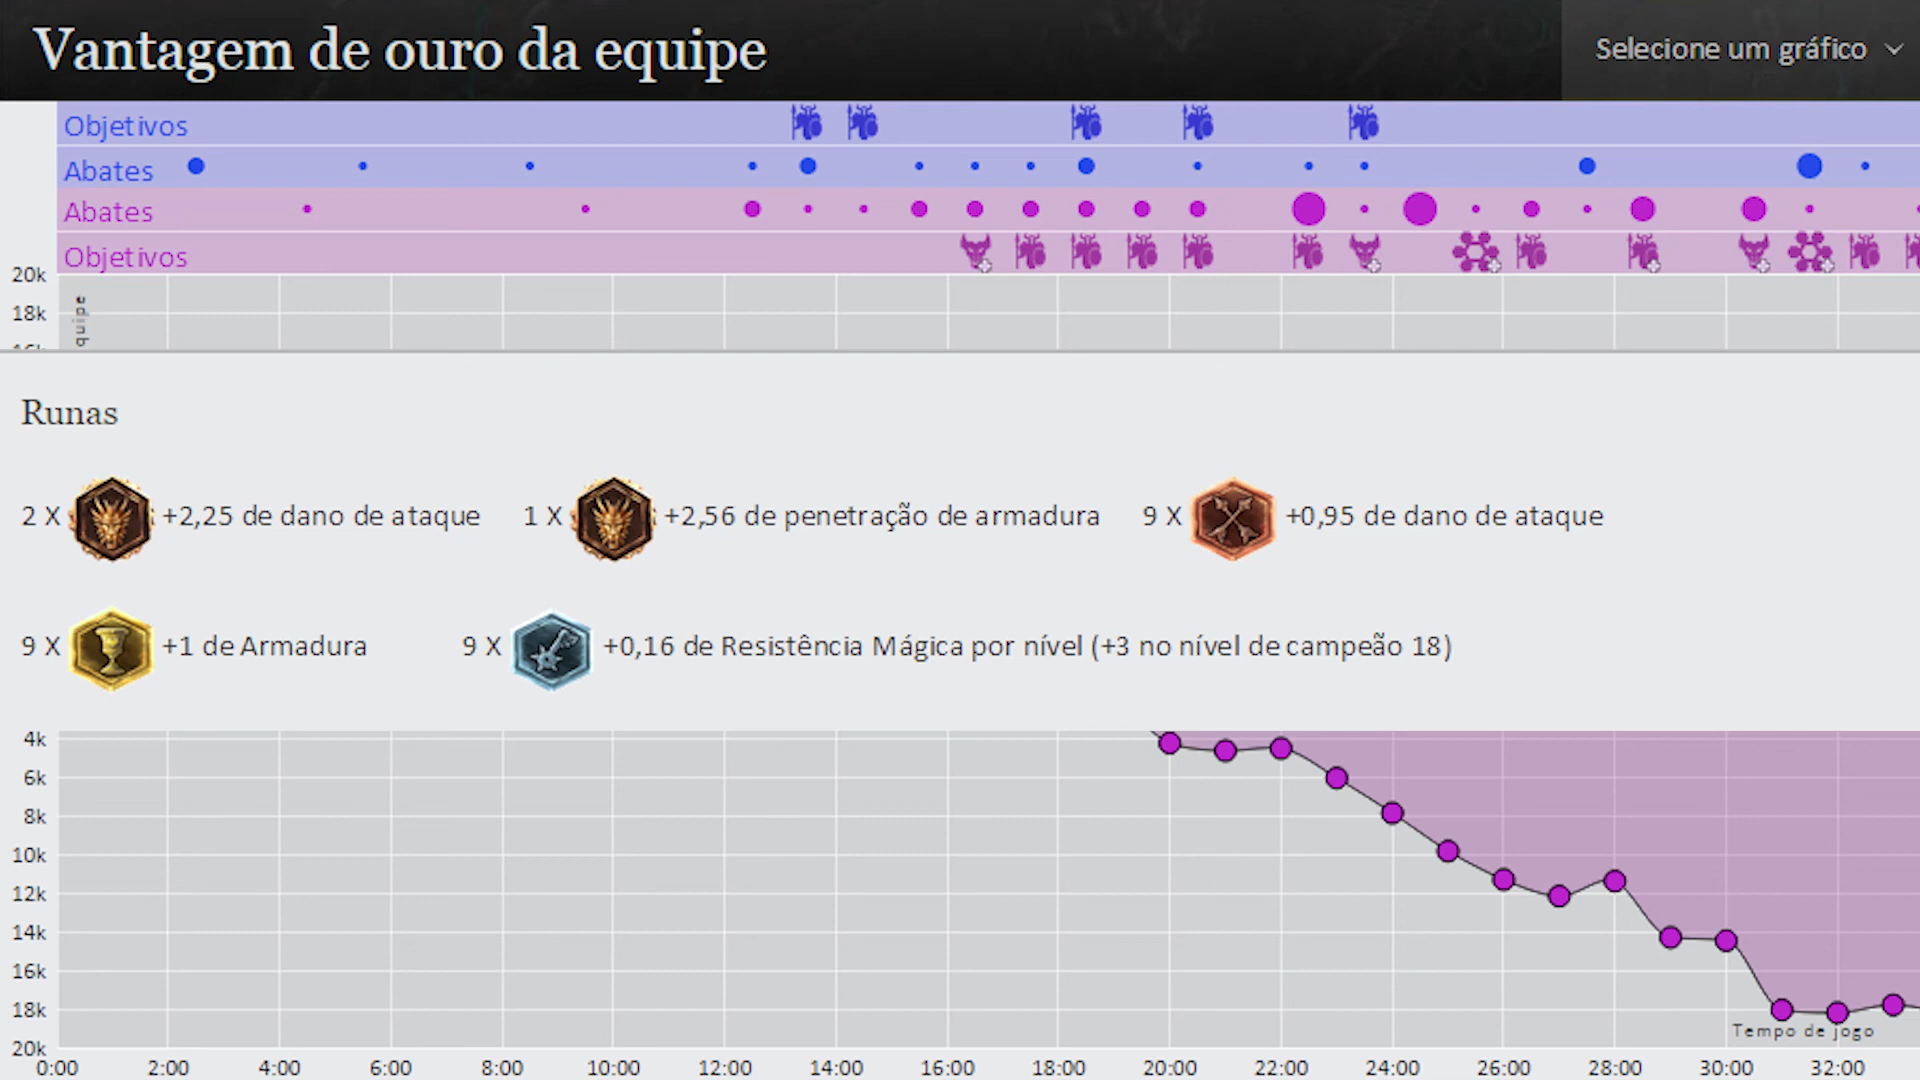 Vantagem de ouro da equipe
Selecione um gráfico
Objetivos
Abates
Abates
Objetivos
20k
18k
quipe
Runas
2 X +2,25 de dano de ataque
1 X +2,56 de penetração de armadura
9 X +0,95 de dano de ataque
9 X +1 de Armadura
9 X +0,16 de Resistência Mágica por nível (+3 no nível de campeão 18)
4k
6k
8k
10k
12k
14k
16k
18k
20k
Tempo de jogo
0:00 2:00 4:00 6:00 8:00 10:00 12:00 14:00 16:00 18:00 20:00 22:00 24:00 26:00 28:00 30:00 32:00